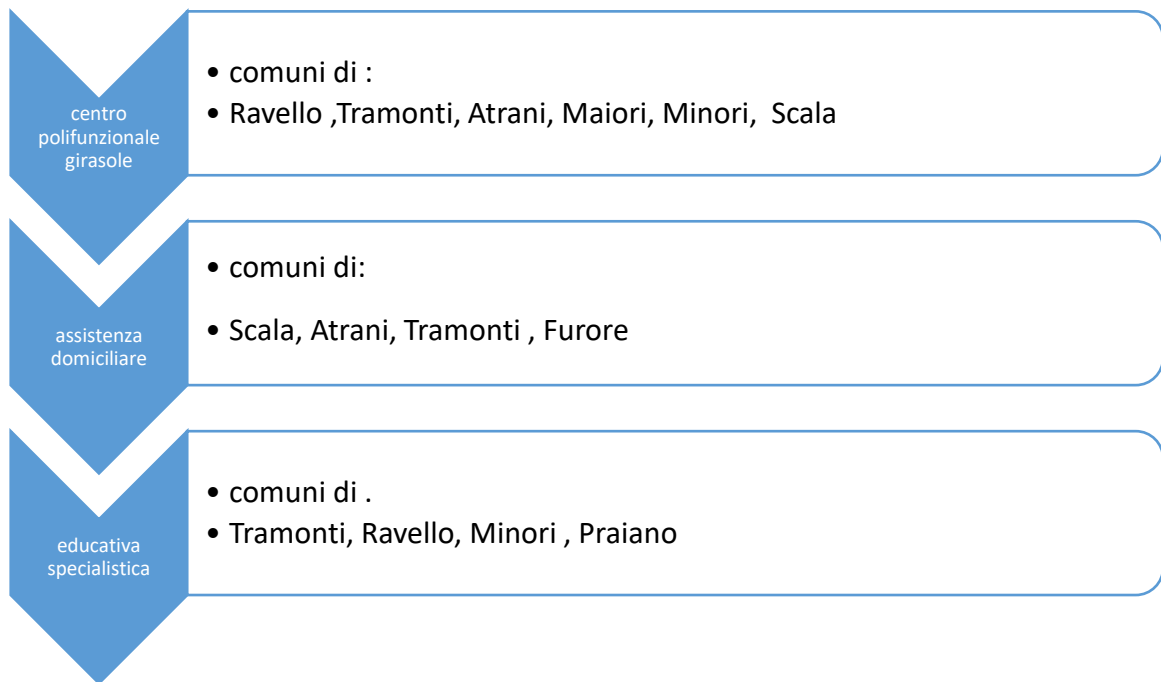 centro
polifunzionale
girasole
• comuni di :
• Ravello ,Tramonti, Atrani, Maiori, Minori, Scala
assistenza
domiciliare
• comuni di:
• Scala, Atrani, Tramonti , Furore
educativa
specialistica
• comuni di .
• Tramonti, Ravello, Minori , Praiano